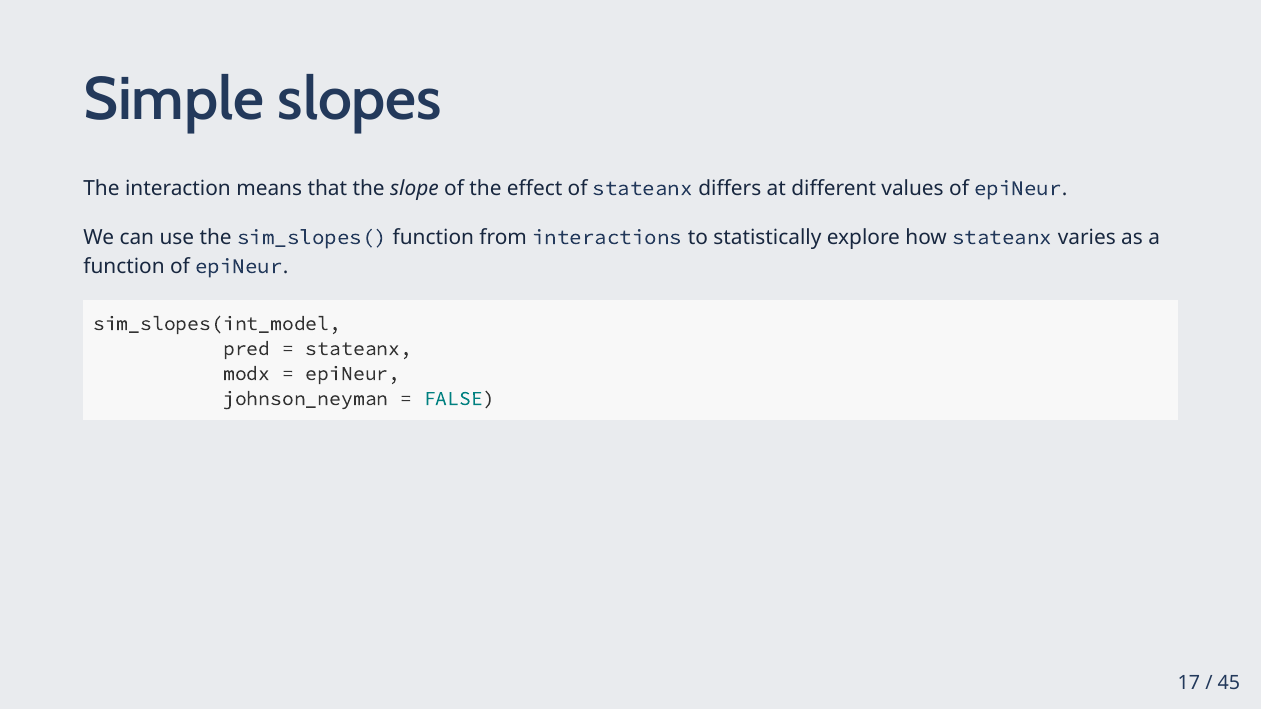 Simple slopes
The interaction means that the slope of the effect of stateanx differs at different values of epiNeur.
We can use the sim_slopes() function from interactions to statistically explore how stateanx varies as a
function of epiNeur.
sim_slopes(int_model,
           pred = stateanx,
           modx = epiNeur,
           johnson_neyman = FALSE)
17 / 45